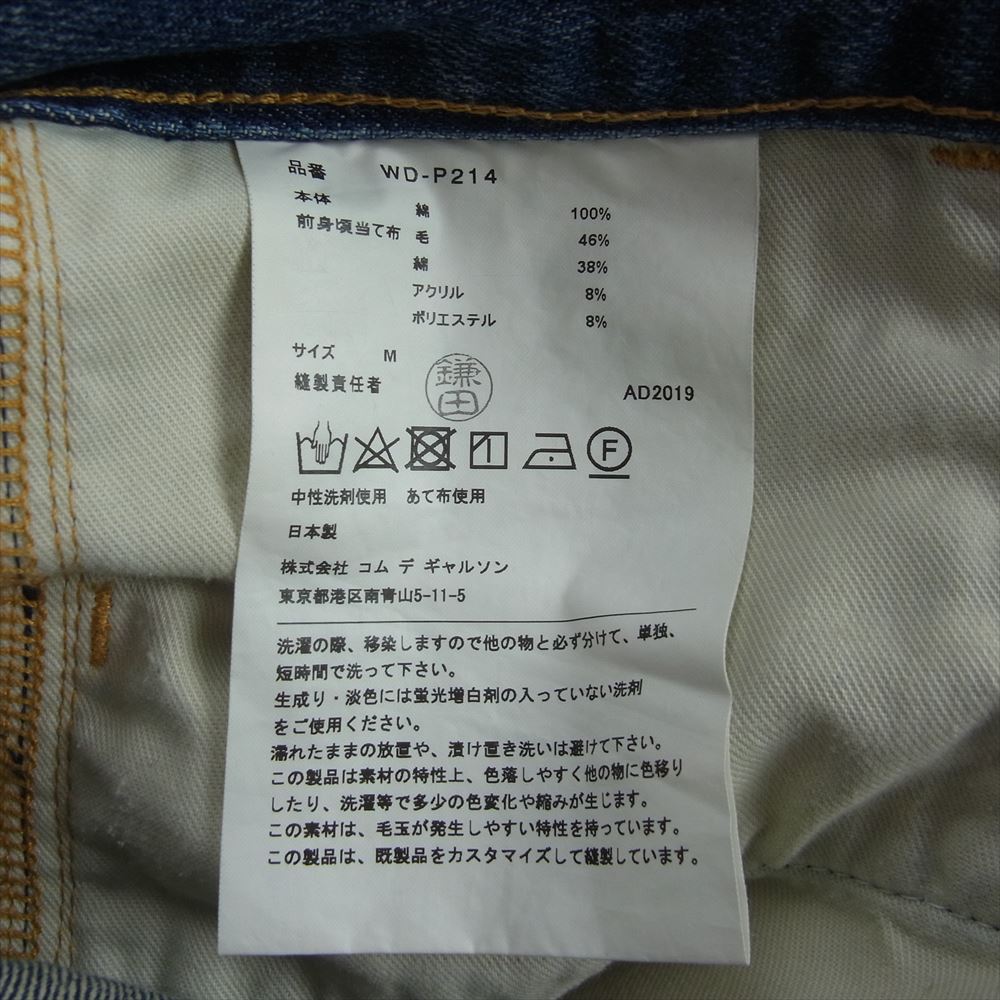 品番 WD-P214
本体 綿 100%
前身頃当て布 毛 46%
綿 38%
アクリル 8%
ポリエステル 8%
サイズ M
縫製責任者 鎌田 AD2019
F
中性洗剤使用 あて布使用
日本製
株式会社 コム デ ギャルソン
東京都港区南青山5-11-5
洗濯の際、移染しますので他の物と必ず分けて、単独、
短時間で洗って下さい。
生成り・淡色には蛍光増白剤の入っていない洗剤
をご使用ください。
濡れたままの放置や、漬け置き洗いは避けて下さい。
この製品は素材の特性上、色落しやすく他の物に色移り
したり、洗濯等で多少の色変化や縮みが生じます。
この素材は、毛玉が発生しやすい特性を持っています。
この製品は、既製品をカスタマイズして縫製しています。